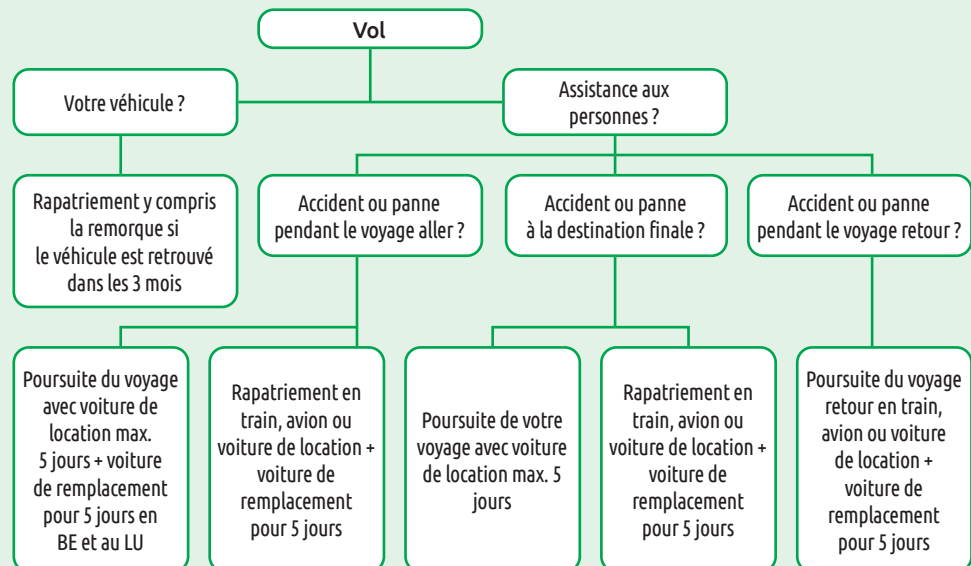 Vol
Votre véhicule ?
Assistance aux
personnes ?
Rapatriement y compris
la remorque si
le véhicule est retrouvé
dans les 3 mois
Accident ou panne
pendant le voyage aller ?
Accident ou panne
à la destination finale ?
Accident ou panne
pendant le voyage retour ?
Poursuite du voyage
avec voiture de
location max.
5 jours + voiture
de remplacement
pour 5 jours en
BE et au LU
Rapatriement en
train, avion ou
voiture de location +
voiture de
remplacement
pour 5 jours
Poursuite de votre
voyage avec voiture
de location max. 5
jours
Rapatriement en
train, avion ou
voiture de location +
voiture de
remplacement
pour 5 jours
Poursuite du voyage
retour en train,
avion ou voiture
de location +
voiture de
remplacement
pour 5 jours